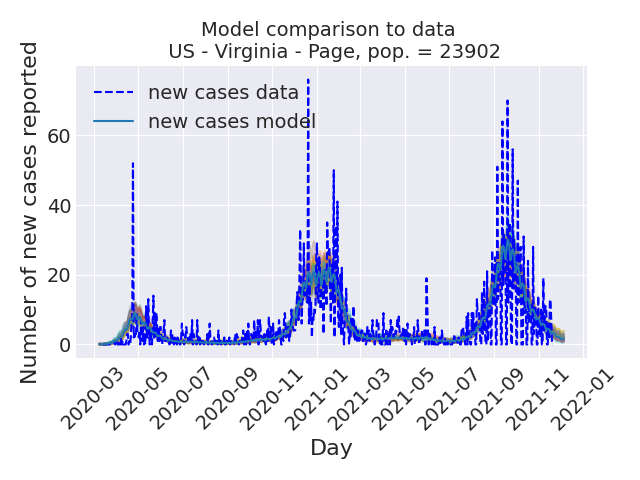 Model comparison to data
US - Virginia - Page, pop. = 23902
Number of new cases reported
new cases data
new cases model
60
40
20
0
2020-03
2020-05
2020-07
2020-09
2020-11
2021-01
2021-03
2021-05
2021-07
2021-09
2021-11
2022-01
Day